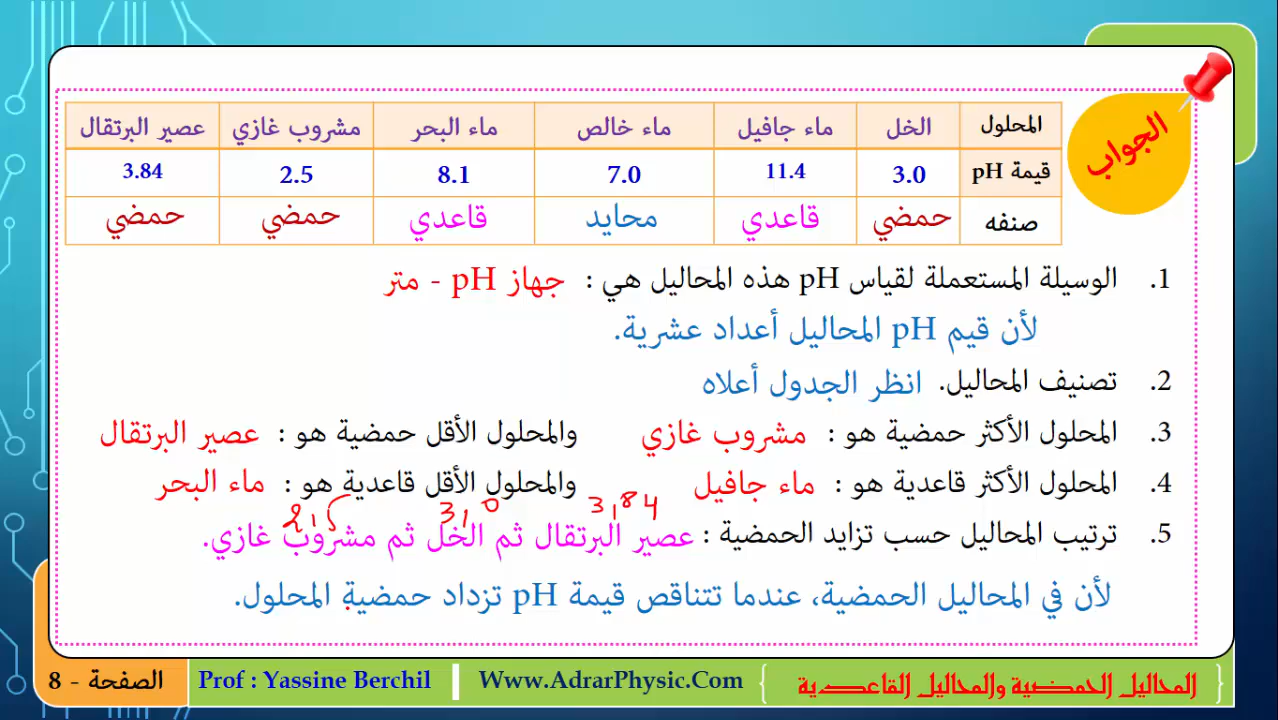 الجواب
المحلول الخل ماء جافيل ماء خالص ماء البحر مشروب غازي عصير البرتقال
قيمة pH 3.0 11.4 7.0 8.1 2.5 3.84
صنفه حمضي قاعدي محايد قاعدي حمضي حمضي
1. الوسيلة المستعملة لقياس pH هذه المحاليل هي : جهاز pH - متر
لأن قيم pH المحاليل أعداد عشرية.
2. تصنيف المحاليل. انظر الجدول أعلاه
3. المحلول الأكثر حمضية هو : مشروب غازي والمحلول الأقل حمضية هو : عصير البرتقال
4. المحلول الأكثر قاعدية هو : ماء جافيل والمحلول الأقل قاعدية هو : ماء البحر
3,84 3,0 2,5
5. ترتيب المحاليل حسب تزايد الحمضية : عصير البرتقال ثم الخل ثم مشروب غازي.
لأن في المحاليل الحمضية، عندما تتناقص قيمة pH تزداد حمضية المحلول.
المحاليل الحمضية والمحاليل القاعدية Www.AdrarPhysic.Com Prof : Yassine Berchil الصفحة - 8